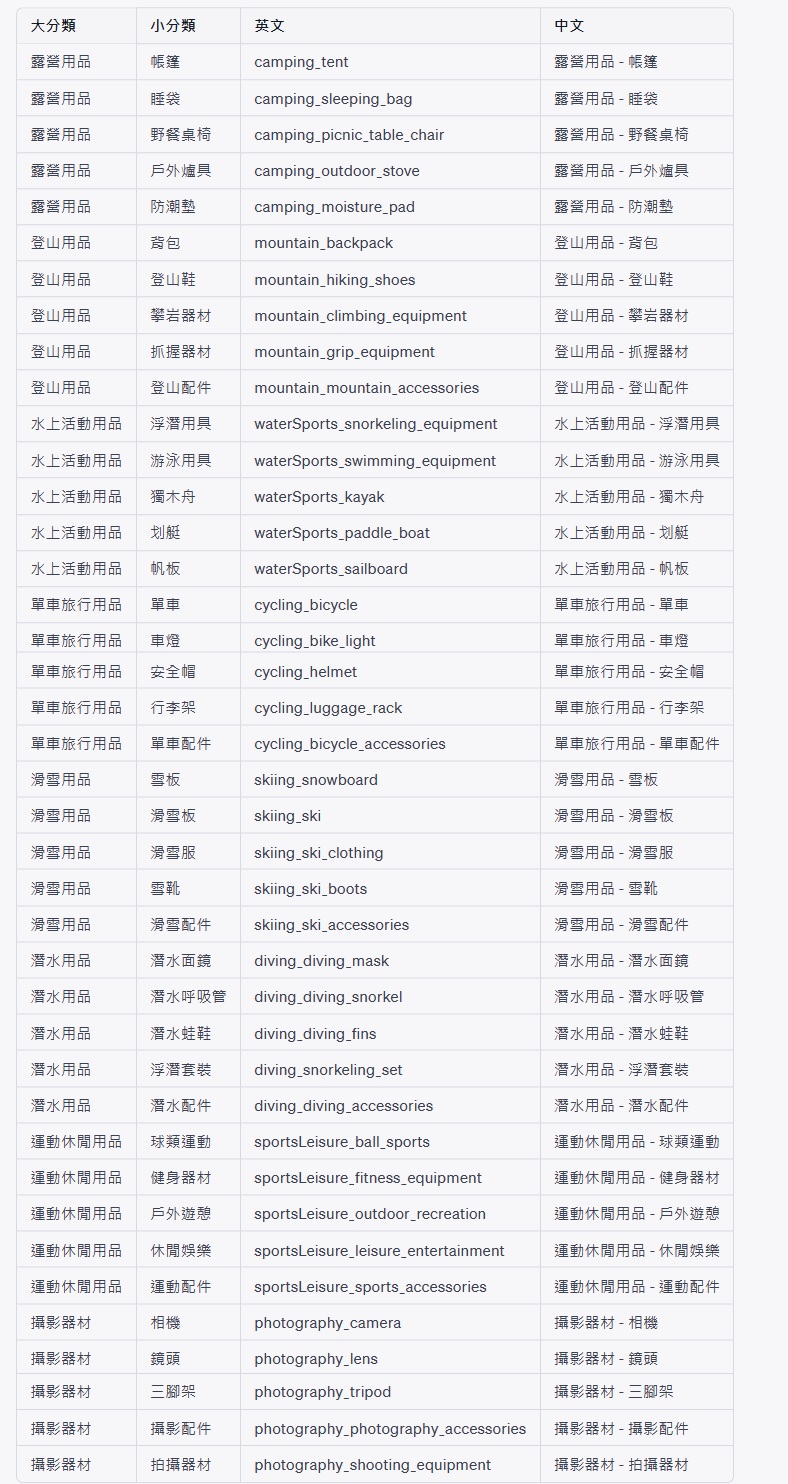 大分類 小分類 英文 中文
露營用品 帳篷 camping_tent 露營用品 - 帳篷
露營用品 睡袋 camping_sleeping_bag 露營用品 - 睡袋
露營用品 野餐桌椅 camping_picnic_table_chair 露營用品 - 野餐桌椅
露營用品 戶外爐具 camping_outdoor_stove 露營用品 - 戶外爐具
露營用品 防潮墊 camping_moisture_pad 露營用品 - 防潮墊
登山用品 背包 mountain_backpack 登山用品 - 背包
登山用品 登山鞋 mountain_hiking_shoes 登山用品 - 登山鞋
登山用品 攀岩器材 mountain_climbing_equipment 登山用品 - 攀岩器材
登山用品 抓握器材 mountain_grip_equipment 登山用品 - 抓握器材
登山用品 登山配件 mountain_mountain_accessories 登山用品 - 登山配件
水上活動用品 浮潛用具 waterSports_snorkeling_equipment 水上活動用品 - 浮潛用具
水上活動用品 游泳用具 waterSports_swimming_equipment 水上活動用品 - 游泳用具
水上活動用品 獨木舟 waterSports_kayak 水上活動用品 - 獨木舟
水上活動用品 划艇 waterSports_paddle_boat 水上活動用品 - 划艇
水上活動用品 帆板 waterSports_sailboard 水上活動用品 - 帆板
單車旅行用品 單車 cycling_bicycle 單車旅行用品 - 單車
單車旅行用品 車燈 cycling_bike_light 單車旅行用品 - 車燈
單車旅行用品 安全帽 cycling_helmet 單車旅行用品 - 安全帽
單車旅行用品 行李架 cycling_luggage_rack 單車旅行用品 - 行李架
單車旅行用品 單車配件 cycling_bicycle_accessories 單車旅行用品 - 單車配件
滑雪用品 雪板 skiing_snowboard 滑雪用品 - 雪板
滑雪用品 滑雪板 skiing_ski 滑雪用品 - 滑雪板
滑雪用品 滑雪服 skiing_ski_clothing 滑雪用品 - 滑雪服
滑雪用品 雪靴 skiing_ski_boots 滑雪用品 - 雪靴
滑雪用品 滑雪配件 skiing_ski_accessories 滑雪用品 - 滑雪配件
潛水用品 潛水面鏡 diving_diving_mask 潛水用品 - 潛水面鏡
潛水用品 潛水呼吸管 diving_diving_snorkel 潛水用品 - 潛水呼吸管
潛水用品 潛水蛙鞋 diving_diving_fins 潛水用品 - 潛水蛙鞋
潛水用品 浮潛套裝 diving_snorkeling_set 潛水用品 - 浮潛套裝
潛水用品 潛水配件 diving_diving_accessories 潛水用品 - 潛水配件
運動休閒用品 球類運動 sportsLeisure_ball_sports 運動休閒用品 - 球類運動
運動休閒用品 健身器材 sportsLeisure_fitness_equipment 運動休閒用品 - 健身器材
運動休閒用品 戶外遊憩 sportsLeisure_outdoor_recreation 運動休閒用品 - 戶外遊憩
運動休閒用品 休閒娛樂 sportsLeisure_leisure_entertainment 運動休閒用品 - 休閒娛樂
運動休閒用品 運動配件 sportsLeisure_sports_accessories 運動休閒用品 - 運動配件
攝影器材 相機 photography_camera 攝影器材 - 相機
攝影器材 鏡頭 photography_lens 攝影器材 - 鏡頭
攝影器材 三腳架 photography_tripod 攝影器材 - 三腳架
攝影器材 攝影配件 photography_photography_accessories 攝影器材 - 攝影配件
攝影器材 拍攝器材 photography_shooting_equipment 攝影器材 - 拍攝器材